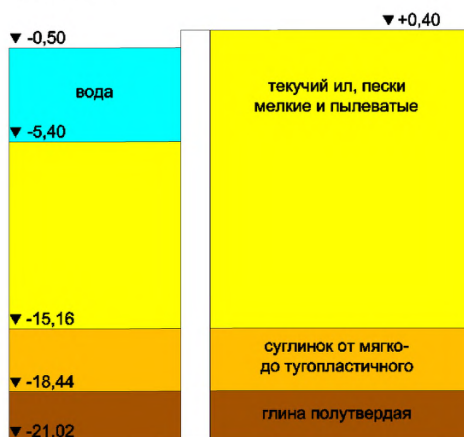 ▼+0,40
▼ -0,50
вода
текучий ил, пески
мелкие и пылеватые
▼ -5,40
▼ -15,16
суглинок от мягко-
до тугопластичного
▼ -18,44
глина полутвердая
▼ -21,02